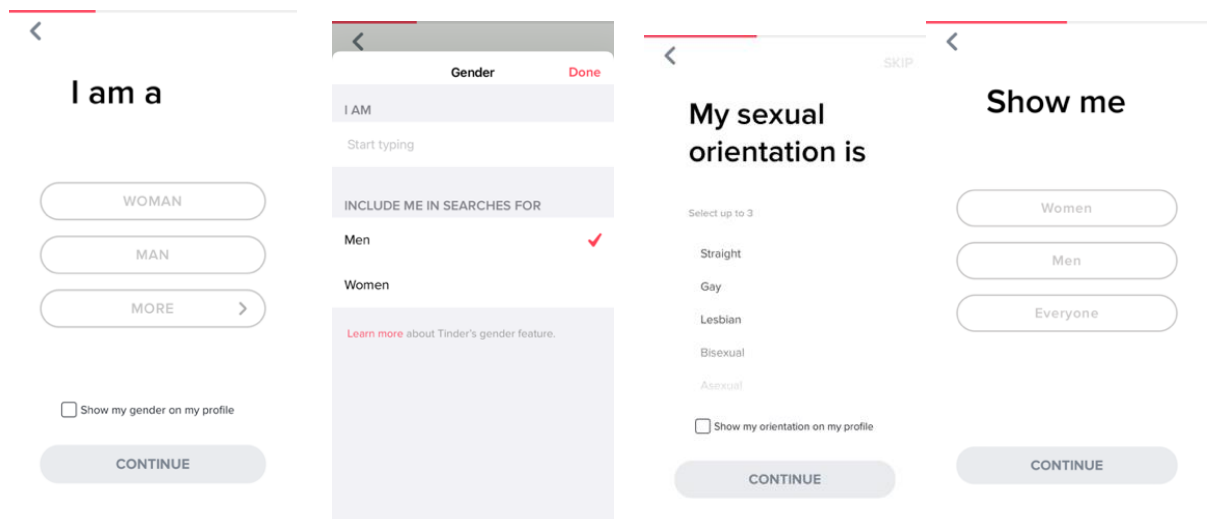 I am a
WOMAN
MAN
MORE
Show my gender on my profile
CONTINUE
Gender
Done
I AM
Start typing
INCLUDE ME IN SEARCHES FOR
Men
Women
Learn more about Tinder's gender feature.
SKIP
My sexual
orientation is
Select up to 3
Straight
Gay
Lesbian
Bisexual
Asexual
Show my orientation on my profile
CONTINUE
Show me
Women
Men
Everyone
CONTINUE